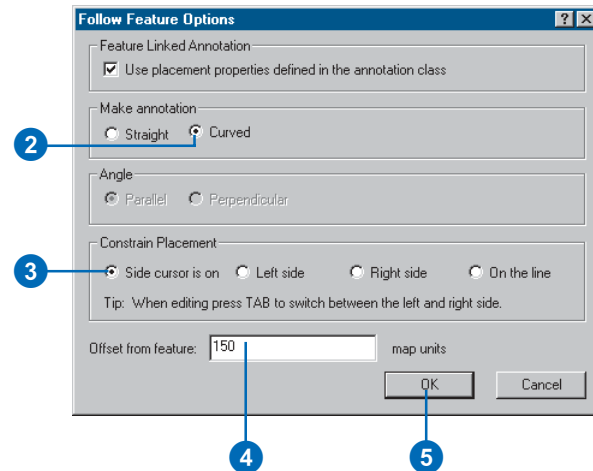 Follow Feature Options
Feature Linked Annotation
Use placement properties defined in the annotation class
Make annotation
Straight Curved
2
Angle
Parallel Perpendicular
Constrain Placement
3
Side cursor is on Left side Right side On the line
Tip: When editing press TAB to switch between the left and right side.
Offset from feature: 150 map units
OK Cancel
4 5